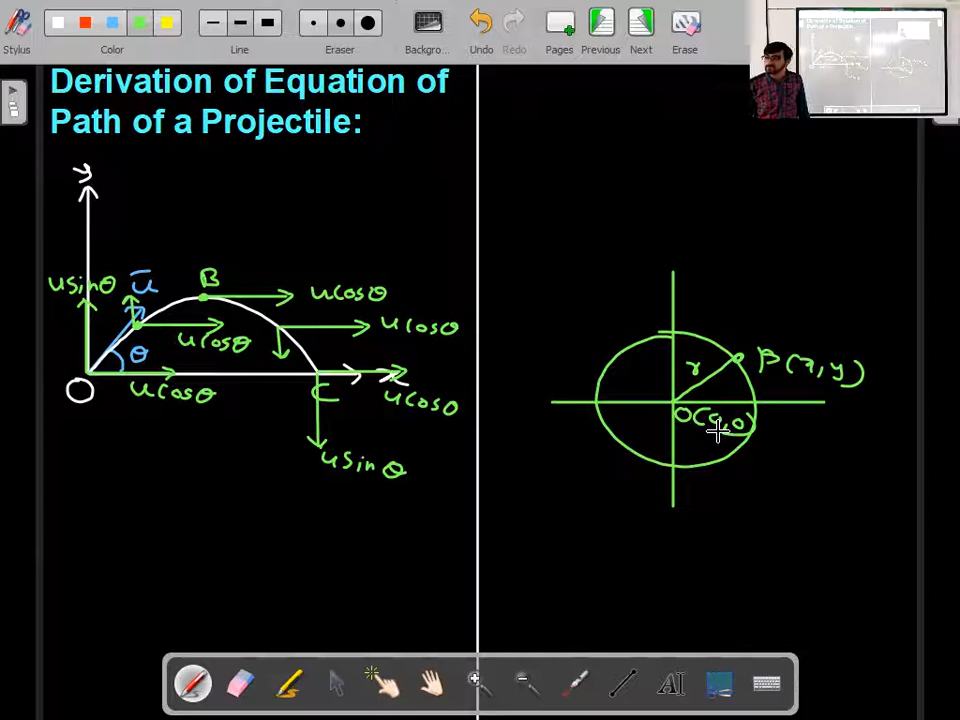 Stylus
Color
Line
Eraser
Backgro...
Undo
Redo
Pages
Previous
Next
Erase
Derivation of Equation of
Path of a Projectile:
y
usinθ
u
B
ucosθ
ucosθ
ucosθ
θ
O
ucosθ
C
x
ucosθ
usinθ
r
P(x,y)
O(0,0)
AI